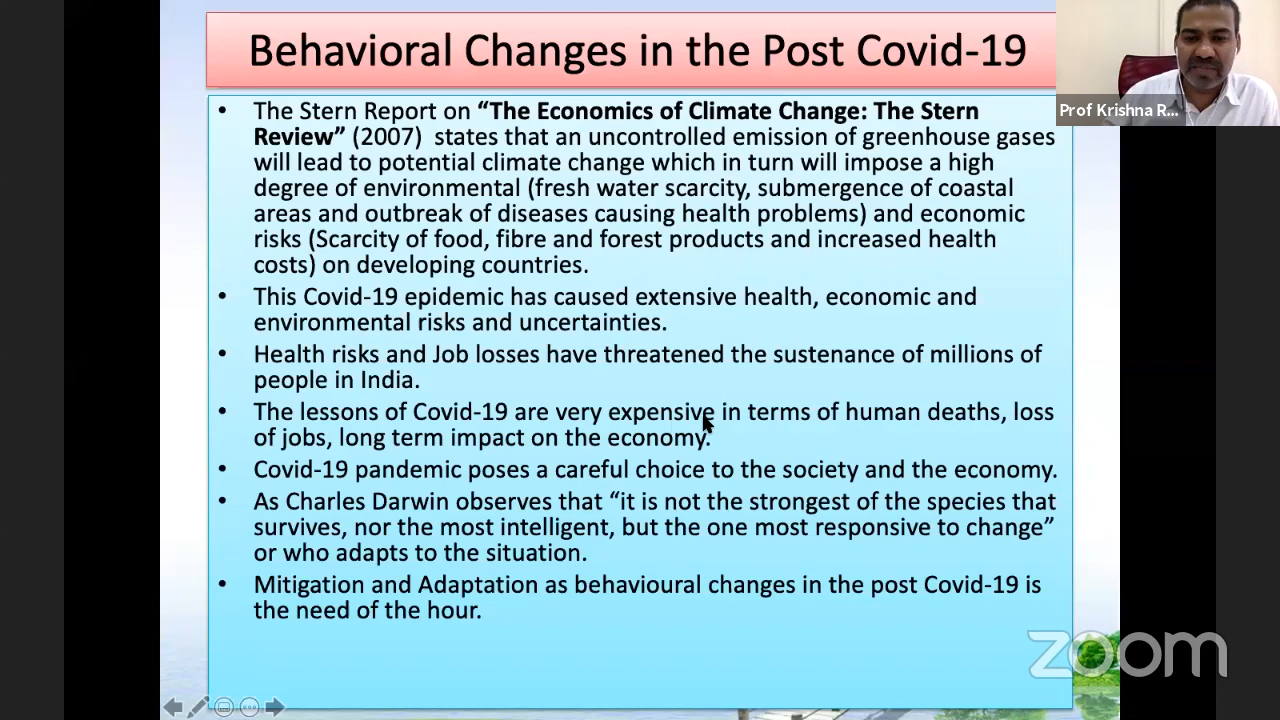 Behavioral Changes in the Post Covid-19
Prof Krishna R...
• The Stern Report on “The Economics of Climate Change: The Stern
Review” (2007) states that an uncontrolled emission of greenhouse gases
will lead to potential climate change which in turn will impose a high
degree of environmental (fresh water scarcity, submergence of coastal
areas and outbreak of diseases causing health problems) and economic
risks (Scarcity of food, fibre and forest products and increased health
costs) on developing countries.
• This Covid-19 epidemic has caused extensive health, economic and
environmental risks and uncertainties.
• Health risks and Job losses have threatened the sustenance of millions of
people in India.
• The lessons of Covid-19 are very expensive in terms of human deaths, loss
of jobs, long term impact on the economy.
• Covid-19 pandemic poses a careful choice to the society and the economy.
• As Charles Darwin observes that “it is not the strongest of the species that
survives, nor the most intelligent, but the one most responsive to change”
or who adapts to the situation.
• Mitigation and Adaptation as behavioural changes in the post Covid-19 is
the need of the hour.
zoom